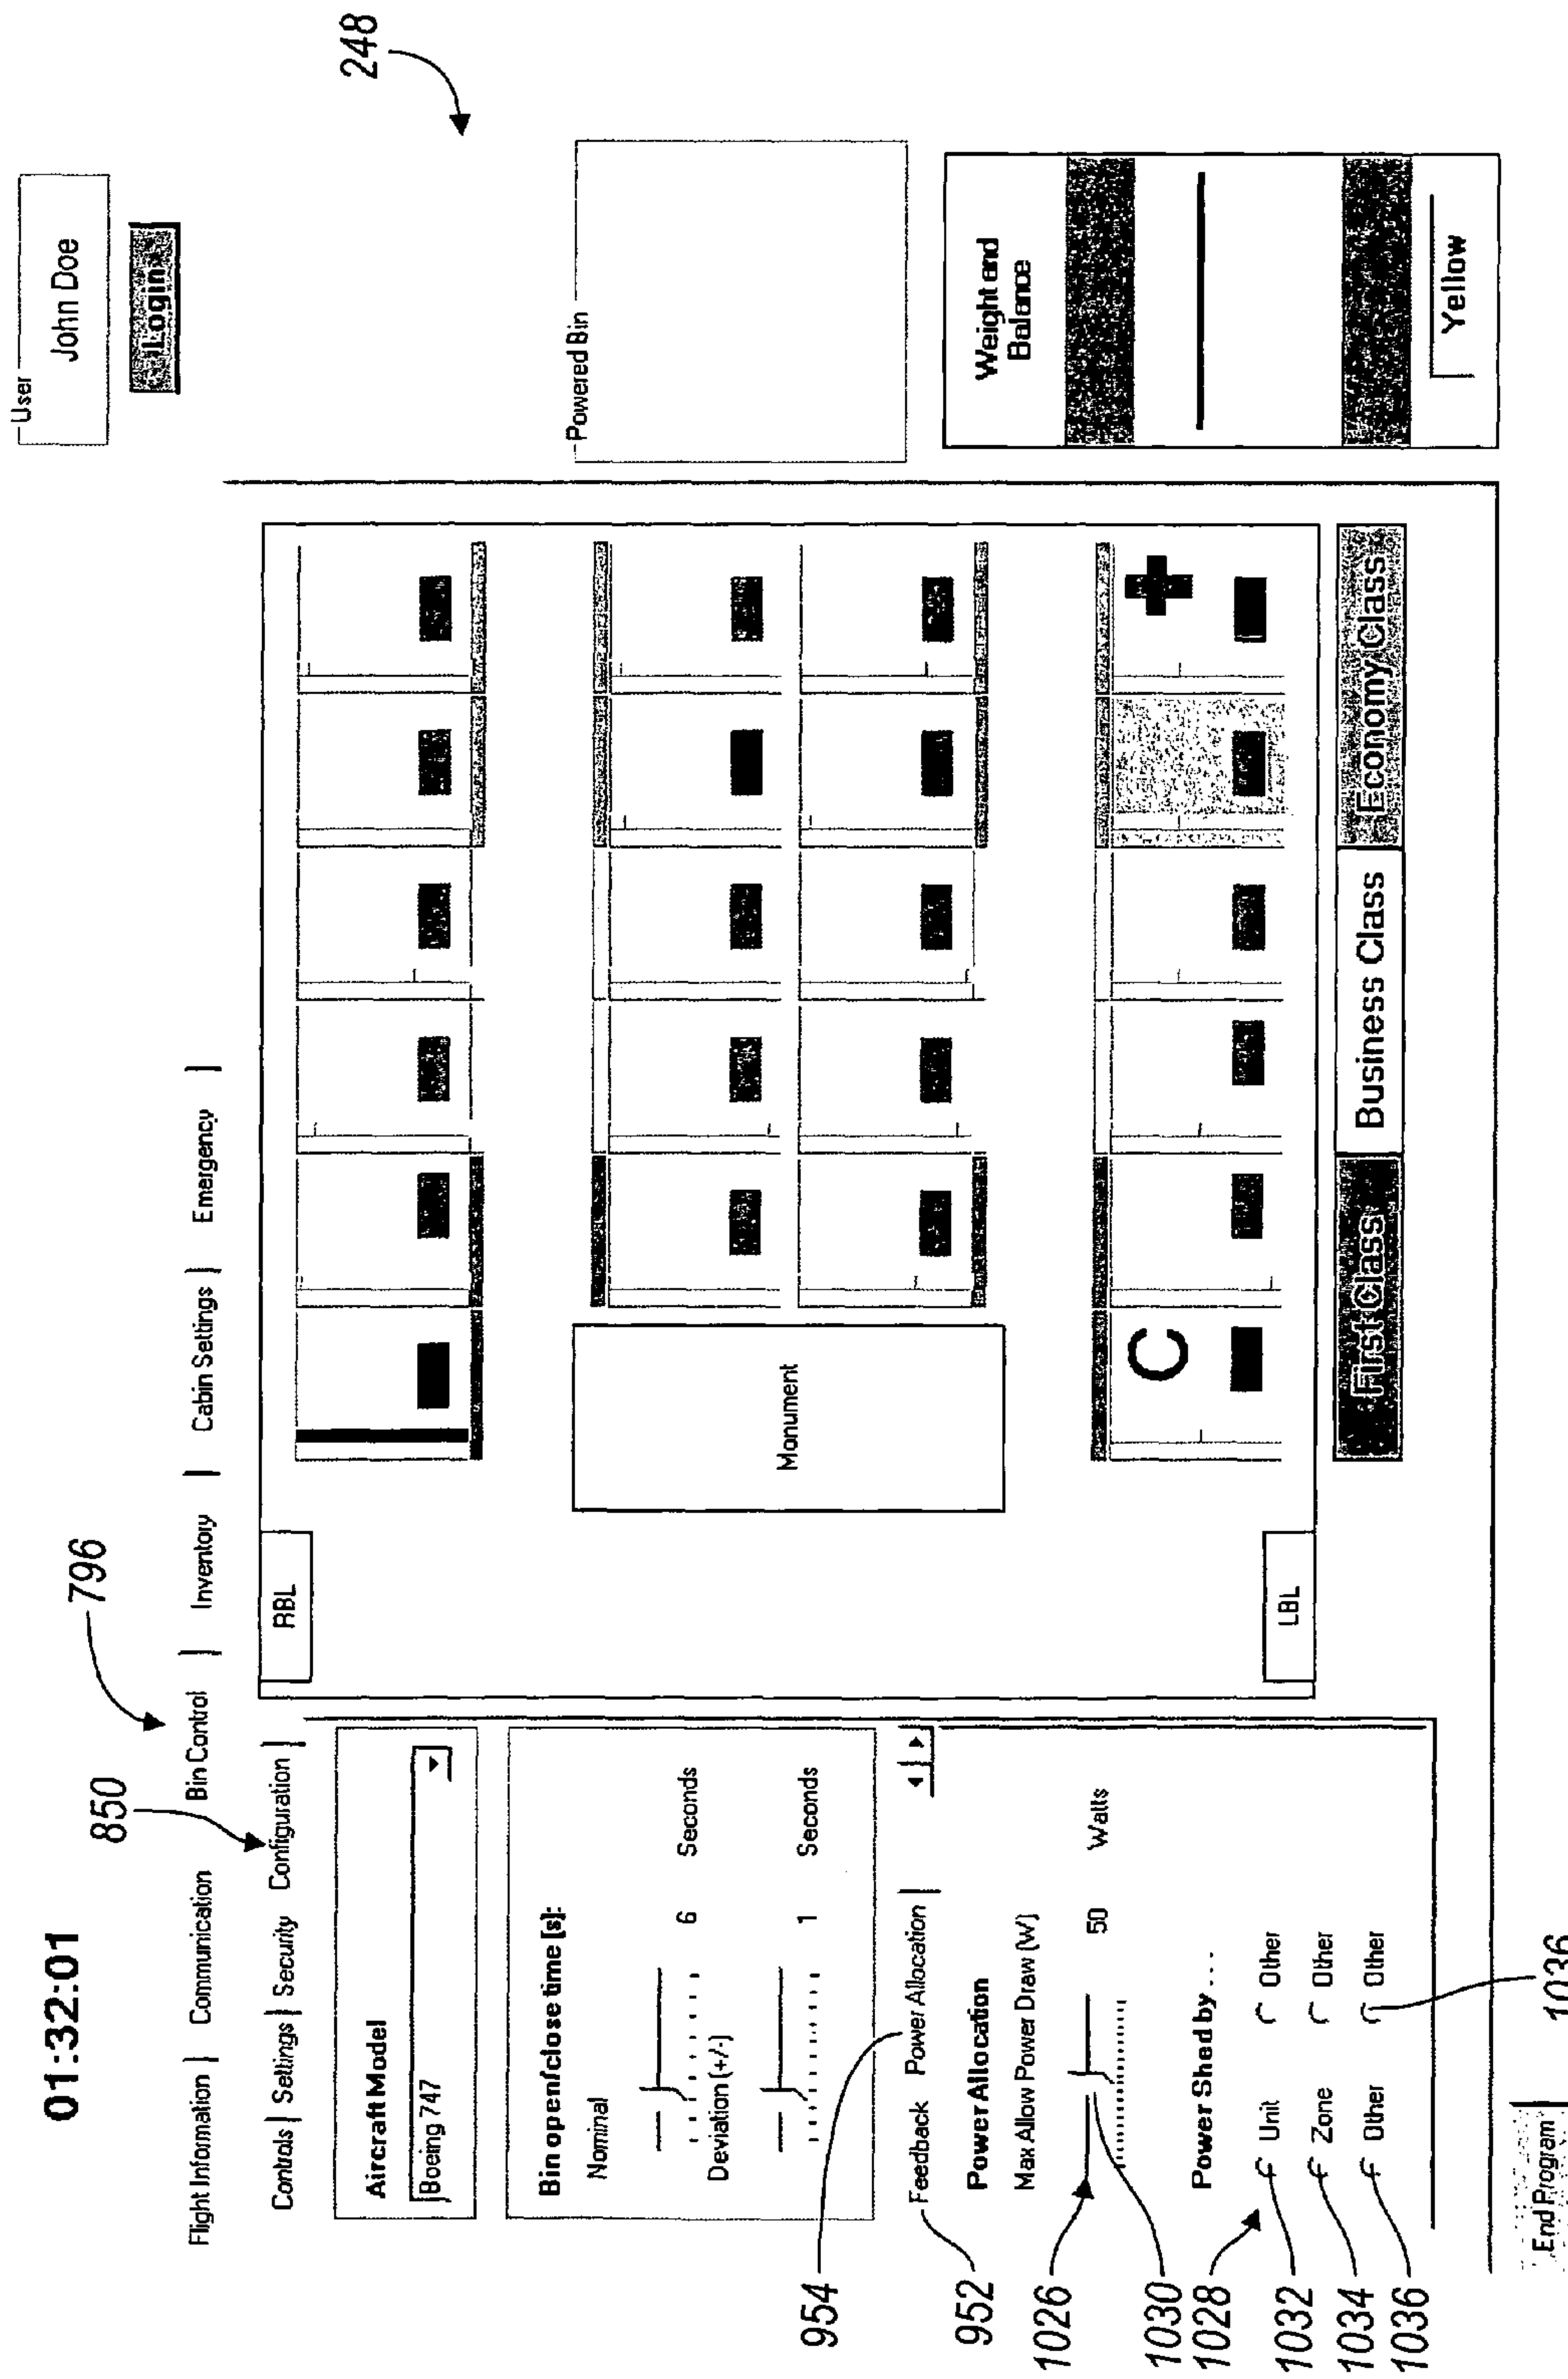 01:32:01
User
John Doe
Login
248
796
850
Flight Information Communication Bin Control Inventory Cabin Settings Emergency
Controls Settings Security Configuration
Aircraft Model
Boeing 747
Bin open/close time [s]:
Nominal
6 Seconds
Deviation (+/-)
1 Seconds
954
952
Feedback Power Allocation
Power Allocation
Max Allow Power Draw (W)
1026
50 Watts
1030
Power Shed by . . .
1028
1032
Unit Other
1034
Zone Other
1036
Other Other
1036
End Program
RBL
Monument
C
LBL
First Class Business Class Economy Class
Powered Bin
Weight and
Balance
Yellow